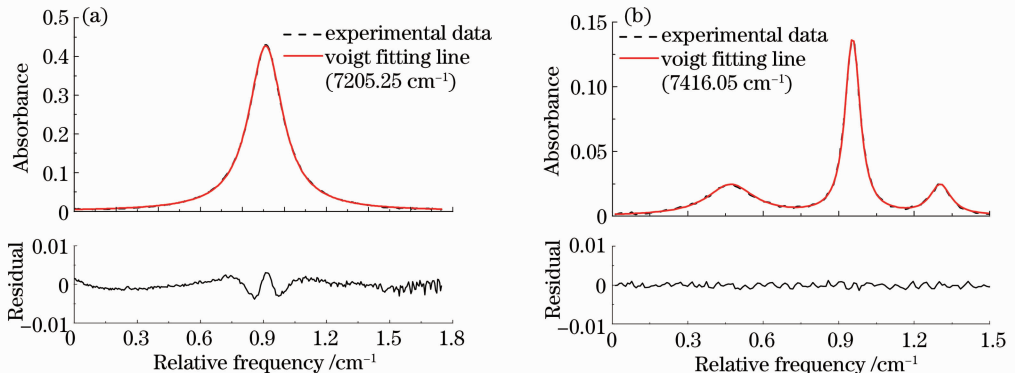 (a)
0.5
0.4
0.3
0.2
0.1
0
Absorbance
experimental data
voigt fitting line
(7205.25 cm⁻¹)
0.01
0
−0.01
Residual
0 0.3 0.6 0.9 1.2 1.5 1.8
Relative frequency /cm⁻¹
(b)
0.15
0.10
0.05
0
Absorbance
experimental data
voigt fitting line
(7416.05 cm⁻¹)
0.01
0
−0.01
Residual
0 0.3 0.6 0.9 1.2 1.5
Relative frequency /cm⁻¹